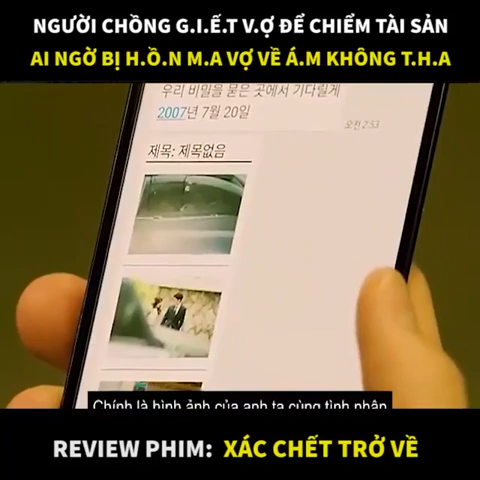 NGƯỜI CHỒNG G.I.Ế.T V.Ợ ĐỂ CHIẾM TÀI SẢN
AI NGỜ BỊ H.Ồ.N M.A VỢ VỀ Á.M KHÔNG T.H.A
우리 비밀을 묻은 곳에서 기다릴게
2007년 7월 20일
오전 2:53
제목: 제목없음
Chính là hình ảnh của anh ta cùng tình nhân
REVIEW PHIM: XÁC CHẾT TRỞ VỀ